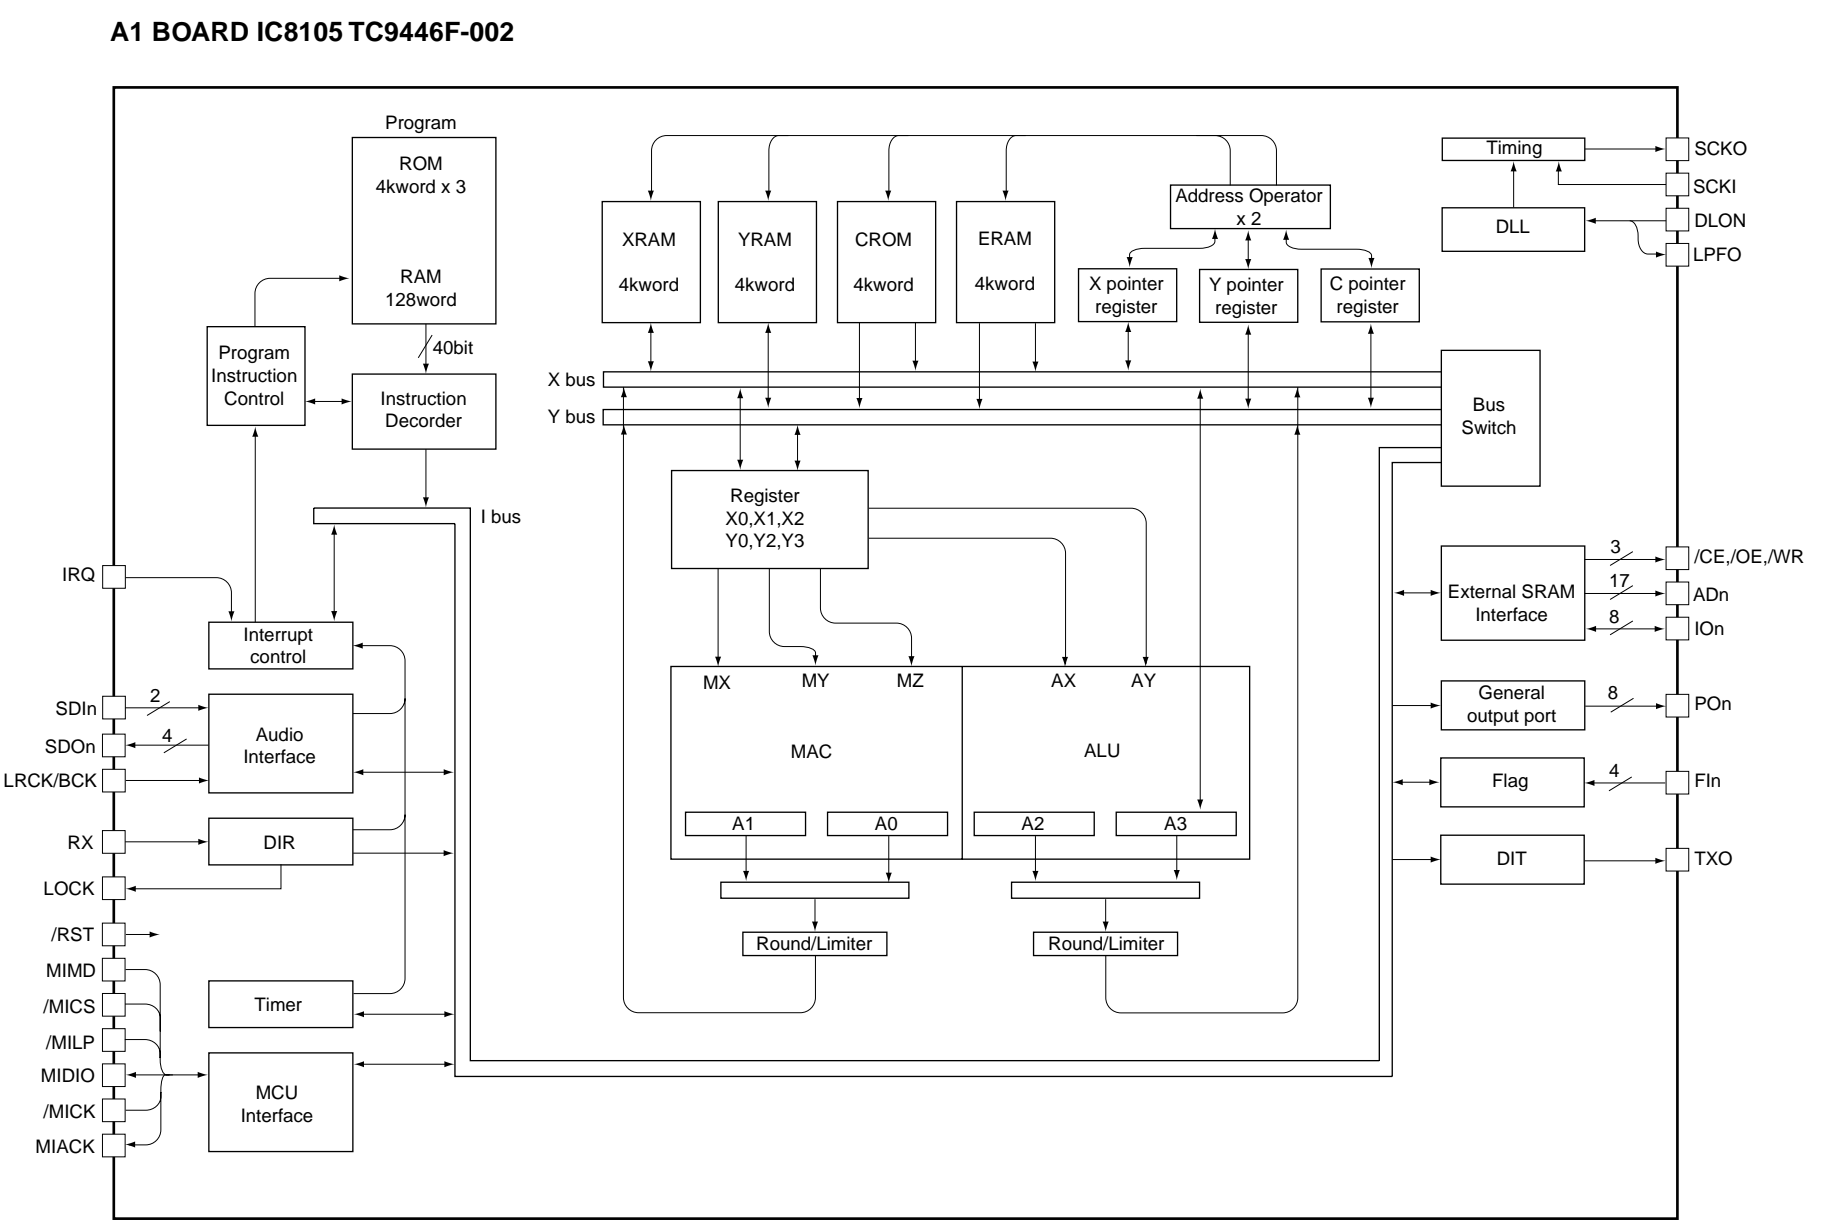 A1 BOARD IC8105 TC9446F-002
Program
ROM
4kword x 3
RAM
128word
40bit
Program
Instruction
Control
Instruction
Decorder
I bus
XRAM
4kword
YRAM
4kword
CROM
4kword
ERAM
4kword
Address Operator
x 2
X pointer
register
Y pointer
register
C pointer
register
X bus
Y bus
Bus
Switch
Timing
DLL
SCKO
SCKI
DLON
LPFO
Register
X0,X1,X2
Y0,Y2,Y3
MX
MY
MZ
AX
AY
MAC
ALU
A1
A0
A2
A3
Round/Limiter
Round/Limiter
IRQ
Interrupt
control
SDIn
2
SDOn
4
LRCK/BCK
Audio
Interface
RX
DIR
LOCK
/RST
MIMD
/MICS
/MILP
MIDIO
/MICK
MIACK
Timer
MCU
Interface
External SRAM
Interface
3
/CE,/OE,/WR
17
ADn
8
IOn
General
output port
8
POn
Flag
4
FIn
DIT
TXO